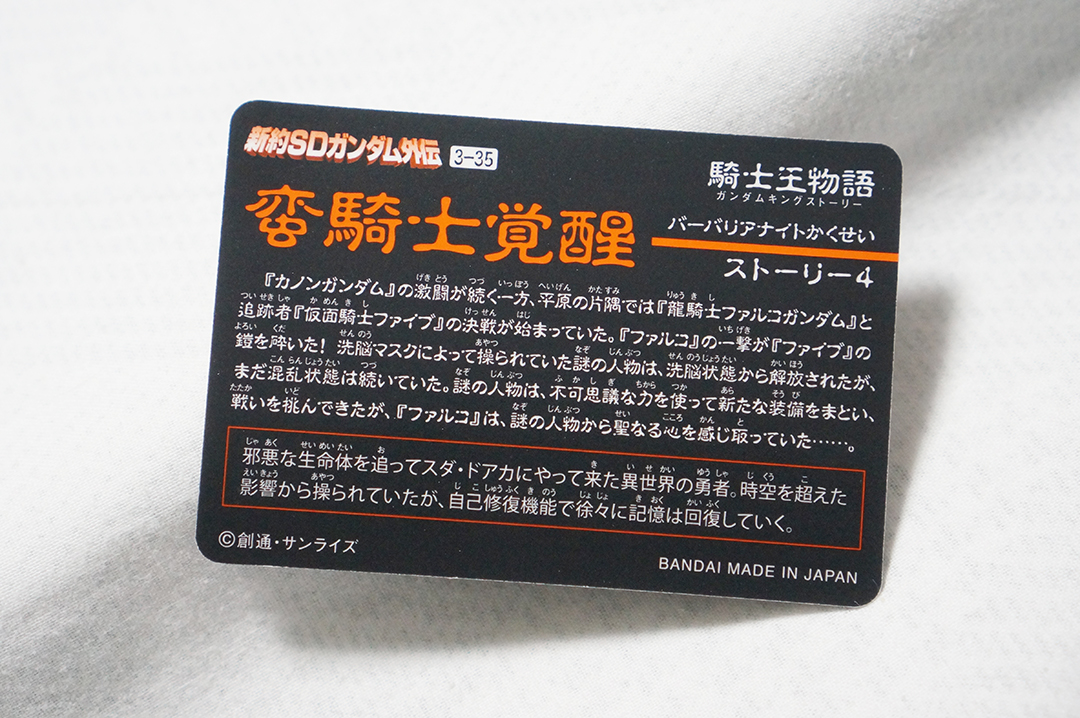 新約SDガンダム外伝 3-35
騎士王物語
ガンダムキングストーリー
蛮騎士覚醒
バーバリアナイトかくせい
ストーリー4
『カノンガンダム』の激闘が続く一方、平原の片隅では『龍騎士ファルコガンダム』と
追跡者『仮面騎士ファイブ』の決戦が始まっていた。『ファルコ』の一撃が『ファイブ』の
鎧を砕いた! 洗脳マスクによって操られていた謎の人物は、洗脳状態から解放されたが、
まだ混乱状態は続いていた。謎の人物は、不可思議な力を使って新たな装備をまとい、
戦いを挑んできたが、『ファルコ』は、謎の人物から聖なる心を感じ取っていた……。
邪悪な生命体を追ってスダ・ドアカにやって来た異世界の勇者。時空を超えた
影響から操られていたが、自己修復機能で徐々に記憶は回復していく。
©創通・サンライズ
BANDAI MADE IN JAPAN